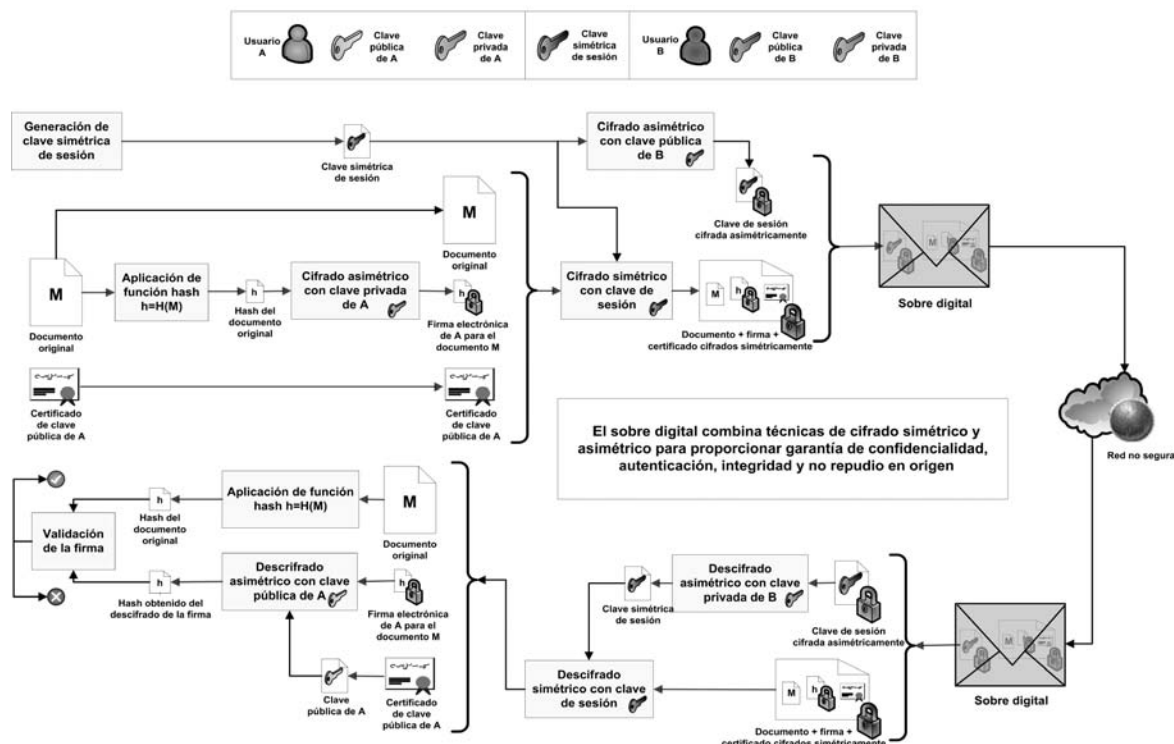 Usuario
A
Clave
pública
de A
Clave
privada
de A
Clave
simétrica
de sesión
Usuario
B
Clave
pública
de B
Clave
privada
de B
Generación de
clave simétrica
de sesión
Clave simétrica
de sesión
Cifrado asimétrico
con clave pública
de B
Clave de sesión
cifrada asimétricamente
M
Documento
original
M
Documento
original
Aplicación de
función hash
h=H(M)
h
Hash del
documento
original
Cifrado asimétrico
con clave privada
de A
h
Firma electrónica
de A para el
documento M
Certificado
de clave
pública de A
Certificado
de clave
pública de A
Cifrado simétrico
con clave de
sesión
M
h
Documento + firma +
certificado cifrados simétricamente
M
h
Sobre digital
Red no segura
El sobre digital combina técnicas de cifrado simétrico y
asimétrico para proporcionar garantía de confidencialidad,
autenticación, integridad y no repudio en origen
Validación
de la firma
h
Hash del
documento
original
Aplicación de función
hash h=H(M)
M
Documento
original
h
Hash obtenido del
descifrado de la firma
Descifrado
asimétrico con clave
pública de A
h
Firma electrónica
de A para el
documento M
Clave
pública de A
Certificado
de clave
pública de A
Clave simétrica
de sesión
Descifrado
asimétrico con clave
privada de B
Clave de sesión
cifrada asimétricamente
Descifrado
simétrico con clave
de sesión
M
h
Documento + firma +
certificado cifrados simétricamente
M
h
Sobre digital